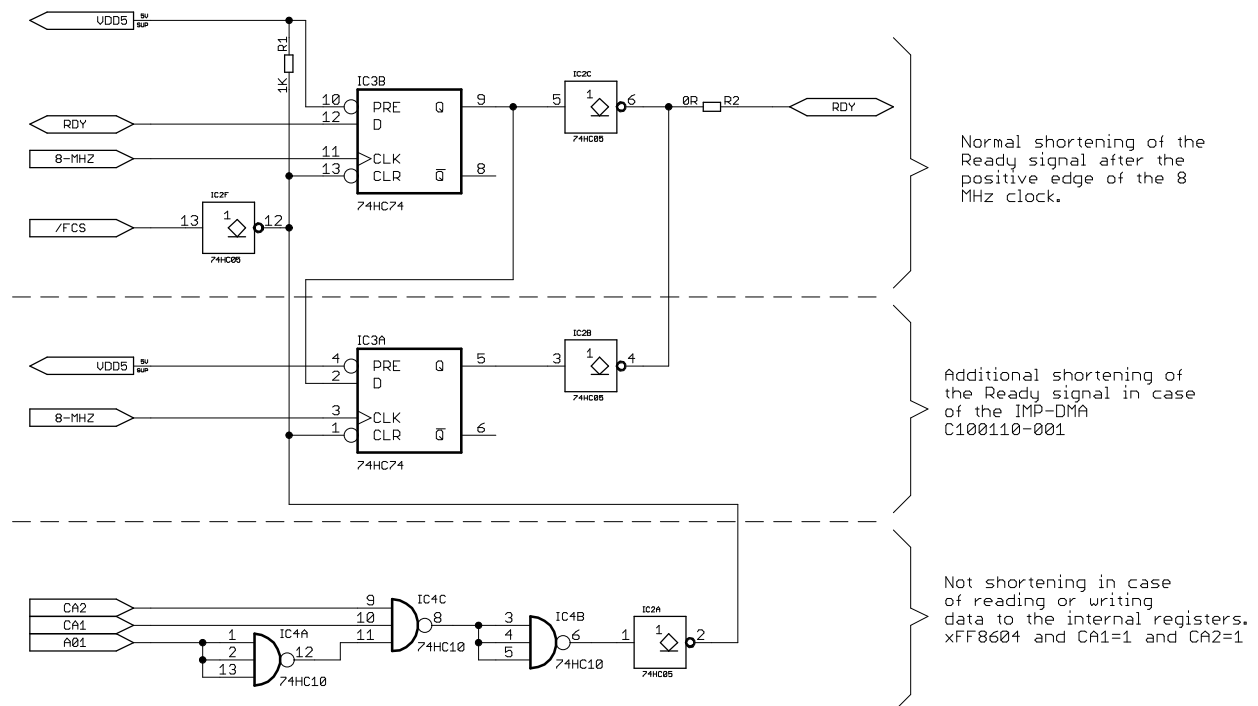 VDD5 5V SUP
R1
1K
IC3B
IC2C
10 PRE Q 9 5 1 6 0R R2 RDY
RDY 12 D
74HC05
8-MHZ 11 CLK
13 CLR Q 8
74HC74
Normal shortening of the
Ready signal after the
positive edge of the 8
MHz clock.
IC2F
/FCS 13 1 12
74HC05
IC3A
IC2B
VDD5 5V SUP 4 PRE Q 5 3 1 4
2 D
74HC05
8-MHZ 3 CLK
1 CLR Q 6
74HC74
Additional shortening of
the Ready signal in case
of the IMP-DMA
C100110-001
CA2 9 IC4C
CA1 10 8 3 IC4B IC2A
A01 1 IC4A 11 4 6 1 1 2
2 12 74HC10 5 74HC10
13 74HC10 74HC05
Not shortening in case
of reading or writing
data to the internal registers.
xFF8604 and CA1=1 and CA2=1